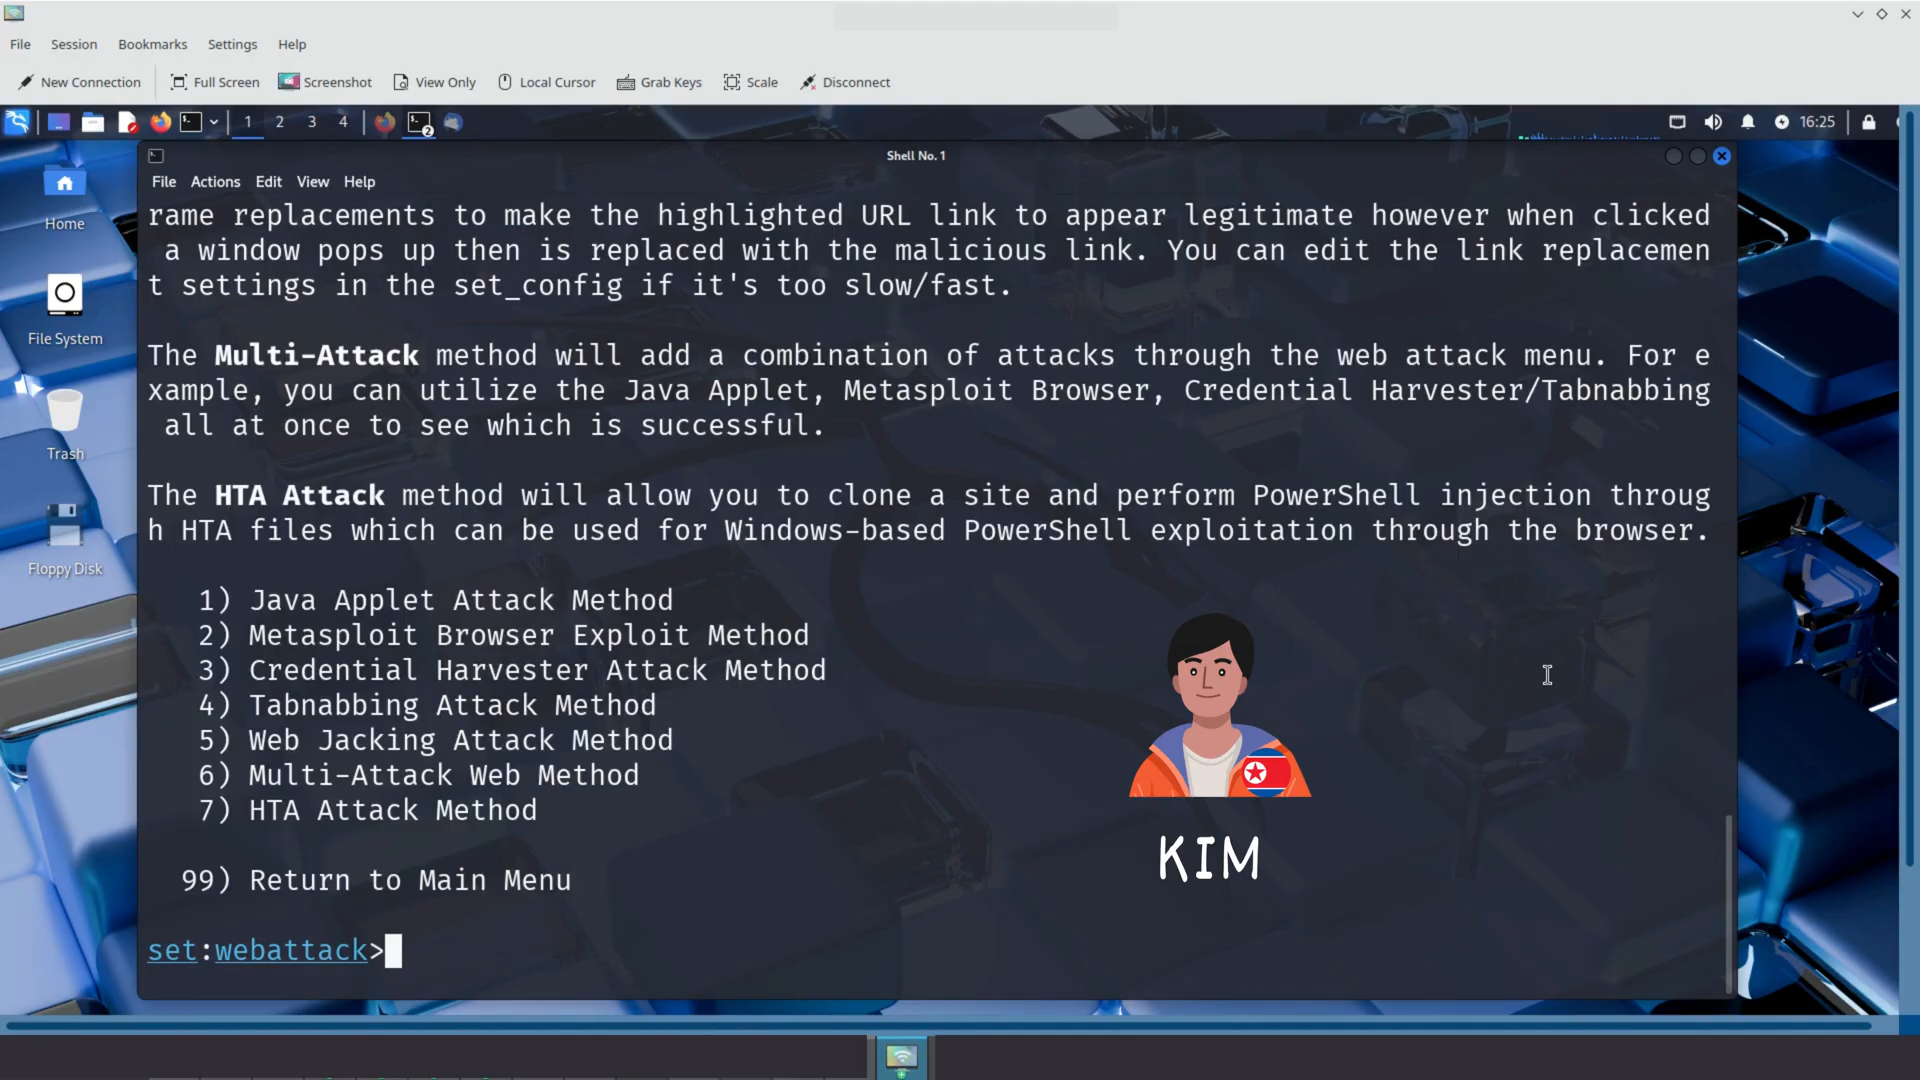 File Session Bookmarks Settings Help
New Connection Full Screen Screenshot View Only Local Cursor Grab Keys Scale Disconnect
1 2 3 4 2 16:25
Shell No. 1
File Actions Edit View Help
Home
File System
Trash
Floppy Disk
rame replacements to make the highlighted URL link to appear legitimate however when clicked
a window pops up then is replaced with the malicious link. You can edit the link replacemen
t settings in the set_config if it's too slow/fast.
The Multi-Attack method will add a combination of attacks through the web attack menu. For e
xample, you can utilize the Java Applet, Metasploit Browser, Credential Harvester/Tabnabbing
all at once to see which is successful.
The HTA Attack method will allow you to clone a site and perform PowerShell injection throug
h HTA files which can be used for Windows-based PowerShell exploitation through the browser.
1) Java Applet Attack Method
2) Metasploit Browser Exploit Method
3) Credential Harvester Attack Method
4) Tabnabbing Attack Method
5) Web Jacking Attack Method
6) Multi-Attack Web Method
7) HTA Attack Method
99) Return to Main Menu
set:webattack>
KIM